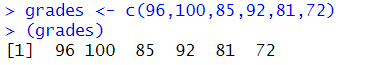 > grades <- c(96,100,85,92,81,72)
> (grades)
[1]  96 100  85  92  81  72